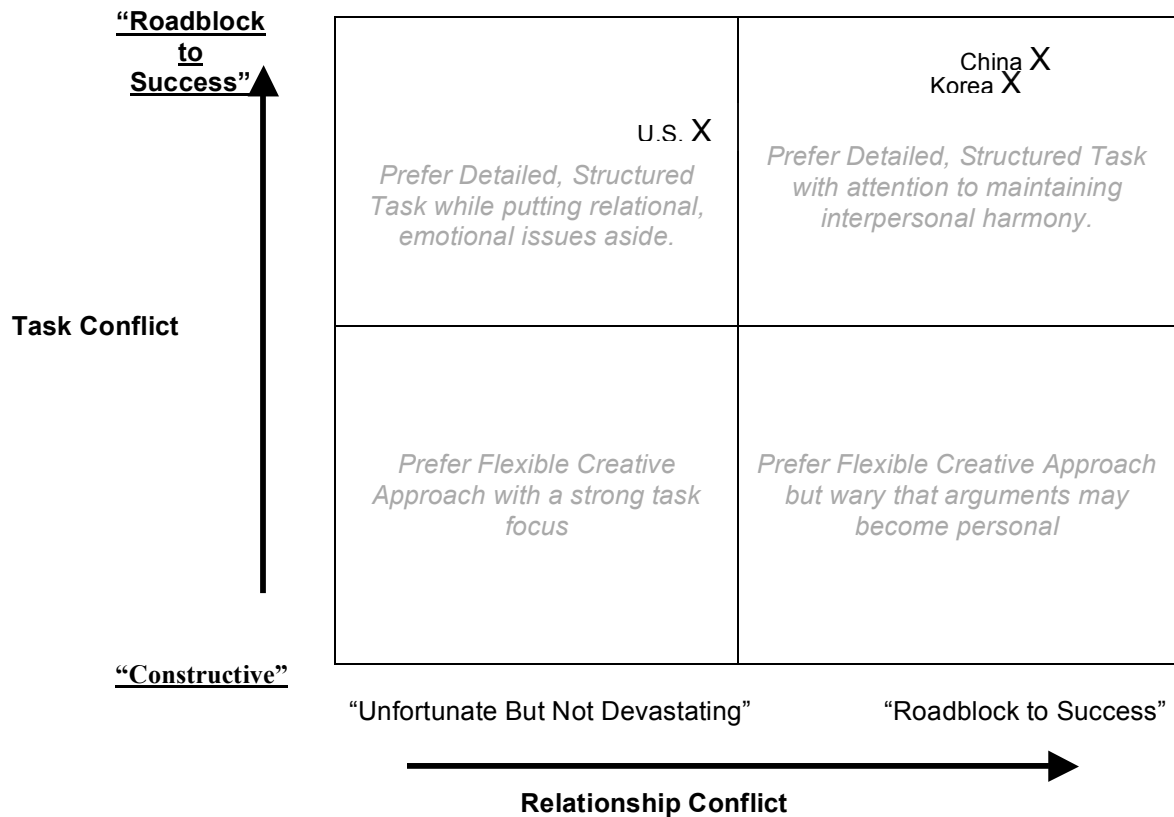 “Roadblock
to
Success”
China X
Korea X
U.S. X
Prefer Detailed, Structured
Task while putting relational,
emotional issues aside.
Prefer Detailed, Structured Task
with attention to maintaining
interpersonal harmony.
Task Conflict
Prefer Flexible Creative
Approach with a strong task
focus
Prefer Flexible Creative Approach
but wary that arguments may
become personal
“Constructive”
“Unfortunate But Not Devastating”
“Roadblock to Success”
Relationship Conflict